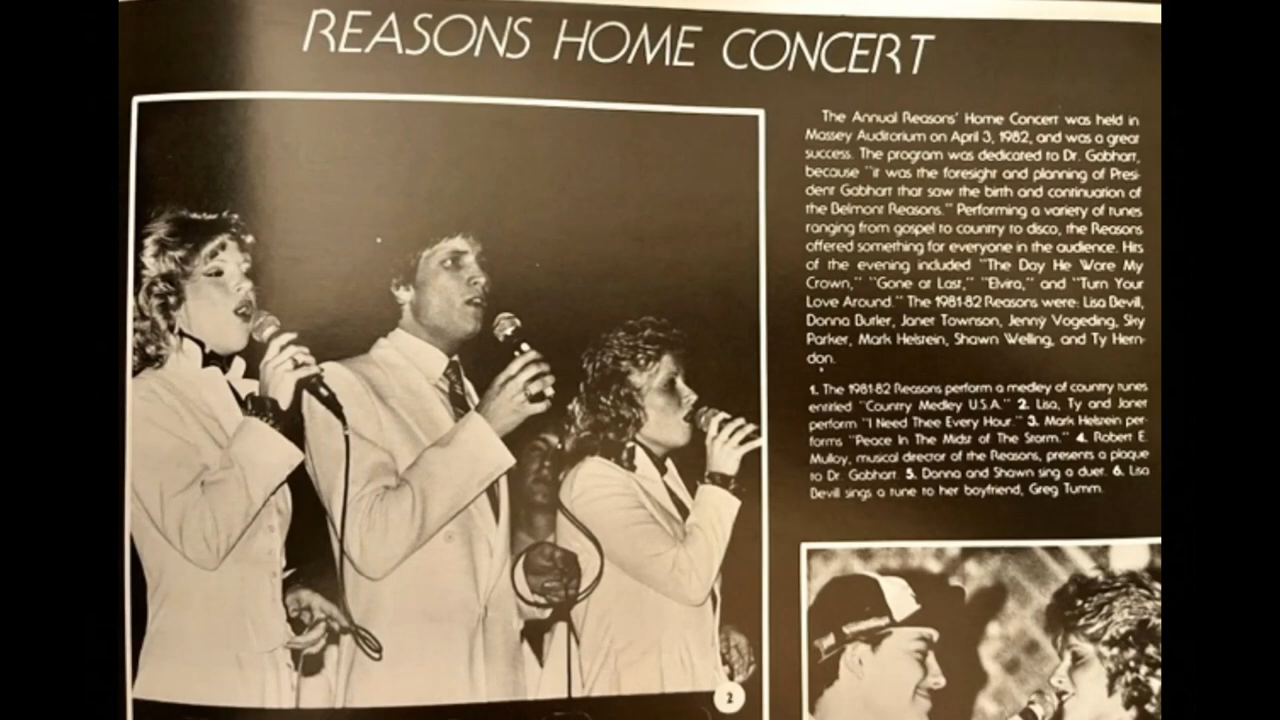 REASONS HOME CONCERT
The Annual Reasons' Home Concert was held in
Massey Auditorium on April 3, 1982, and was a great
success. The program was dedicated to Dr. Gabhart,
because "it was the foresight and planning of Presi-
dent Gabhart that saw the birth and continuation of
the Belmont Reasons." Performing a variety of tunes
ranging from gospel to country to disco, the Reasons
offered something for everyone in the audience. Hits
of the evening included "The Day He Wore My
Crown," "Gone at Last," "Elvira," and "Turn Your
Love Around." The 1981-82 Reasons were: Lisa Bevill,
Donna Butler, Janet Townson, Jenny Vogeding, Sky
Parker, Mark Helstein, Shawn Welling, and Ty Hern-
don.
1. The 1981-82 Reasons perform a medley of country tunes
entitled "Country Medley U.S.A." 2. Lisa, Ty and Janet
perform "I Need Thee Every Hour." 3. Mark Helstein per-
forms "Peace In The Midst of The Storm." 4. Robert E.
Mulloy, musical director of the Reasons, presents a plaque
to Dr. Gabhart. 5. Donna and Shawn sing a duet. 6. Lisa
Bevill sings a tune to her boyfriend, Greg Tumm.
2